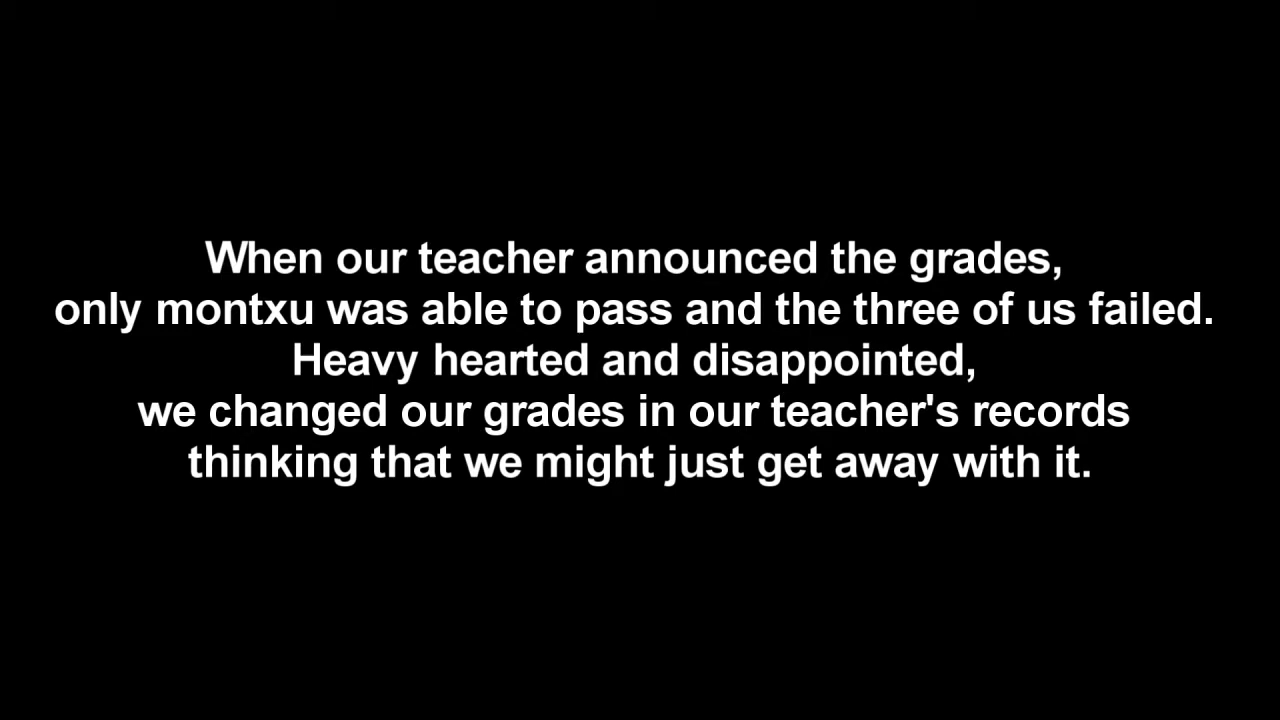 When our teacher announced the grades,
only montxu was able to pass and the three of us failed.
Heavy hearted and disappointed,
we changed our grades in our teacher's records
thinking that we might just get away with it.